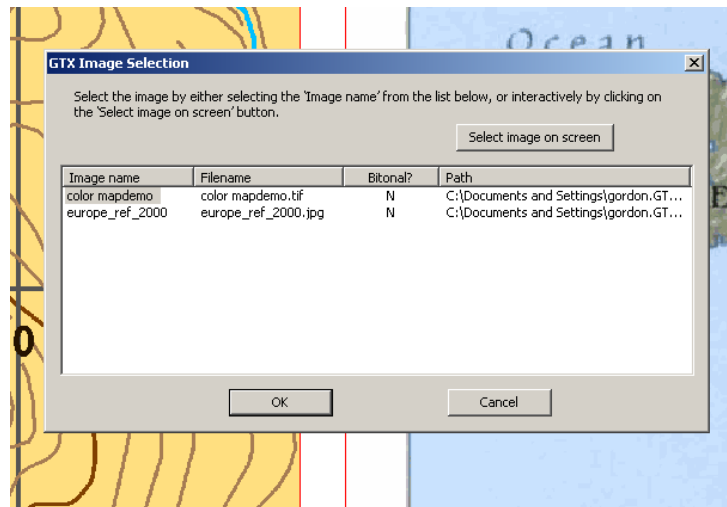 Ocean
GTX Image Selection
Select the image by either selecting the 'Image name' from the list below, or interactively by clicking on
the 'Select image on screen' button.
Select image on screen
Image name Filename Bitonal? Path
color mapdemo color mapdemo.tif N C:\Documents and Settings\gordon.GT...
europe_ref_2000 europe_ref_2000.jpg N C:\Documents and Settings\gordon.GT...
E
0
OK Cancel